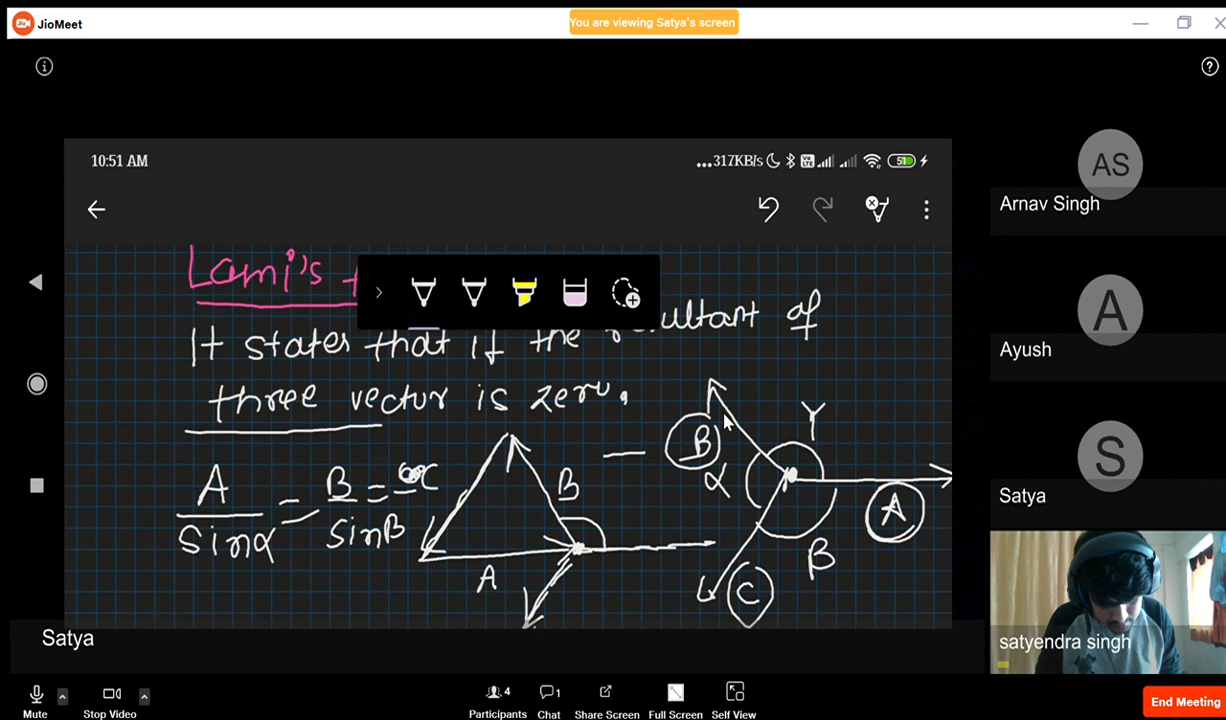 JioMeet
You are viewing Satya's screen
10:51 AM
317KB/s
51
Lami's
It states that if the resultant of
three vector is zero.
A
Sinα
=
B
SinB
=
C
A
B
B
α
γ
A
β
C
AS
Arnav Singh
A
Ayush
S
Satya
satyendra singh
Satya
Mute
Stop Video
4
Participants
1
Chat
Share Screen
Full Screen
Self View
End Meeting